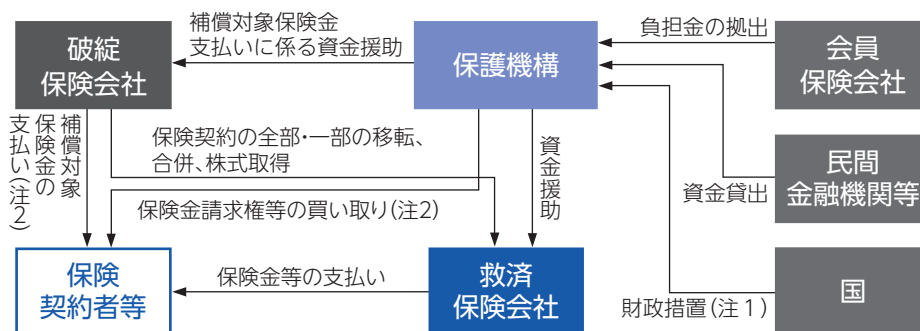 破綻
保険会社
補償対象保険金
支払いに係る資金援助
保護機構
負担金の拠出
会員
保険会社
補償対象
保険金の
支払い(注2)
保険契約の全部・一部の移転、
合併、株式取得
資金援助
民間
金融機関等
資金貸出
保険金請求権等の買い取り(注2)
保険
契約者等
保険金等の支払い
救済
保険会社
財政措置(注1)
国